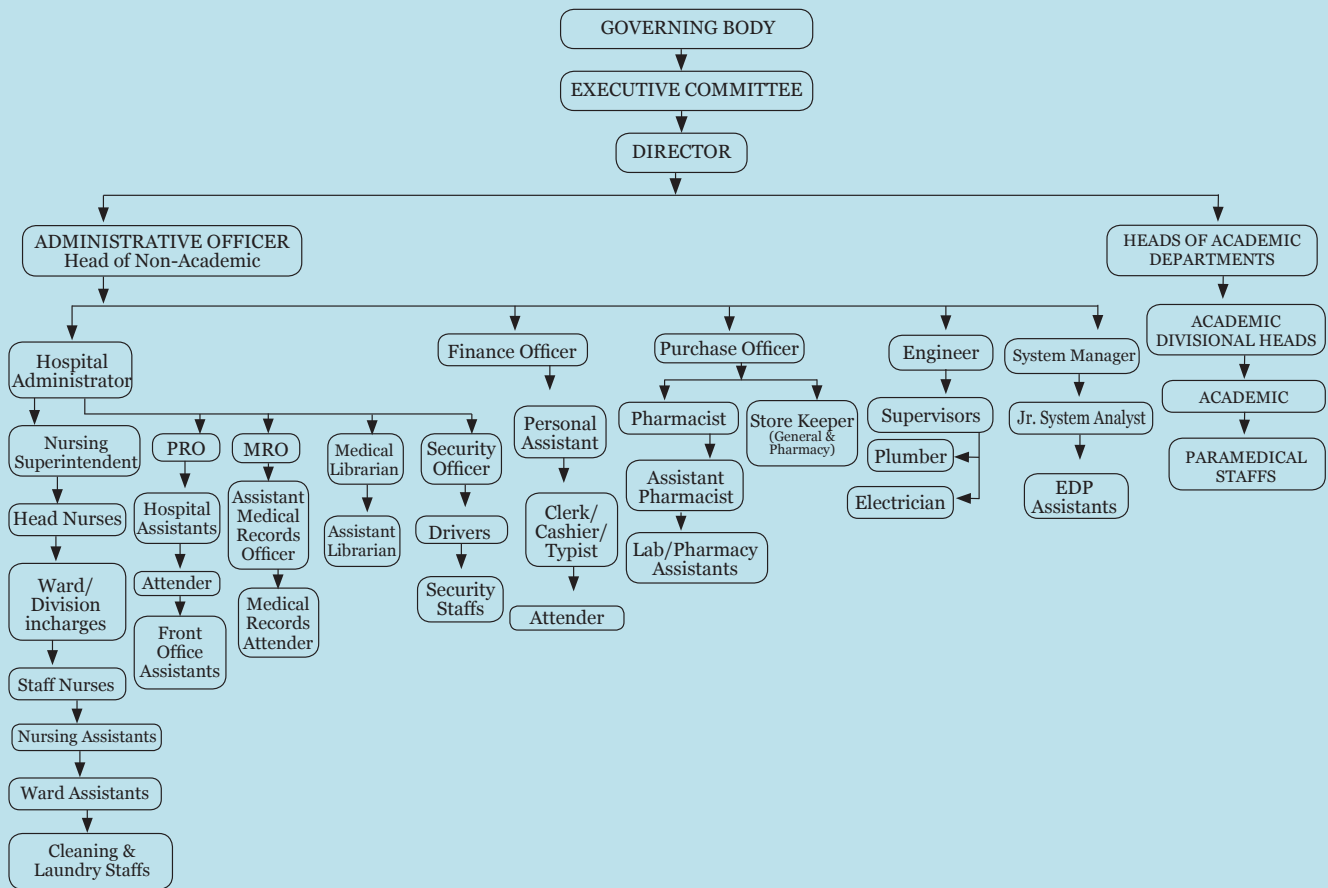 GOVERNING BODY
EXECUTIVE COMMITTEE
DIRECTOR
ADMINISTRATIVE OFFICER
Head of Non-Academic
HEADS OF ACADEMIC
DEPARTMENTS
Hospital
Administrator
Finance Officer
Purchase Officer
Engineer
System Manager
ACADEMIC
DIVISIONAL HEADS
Nursing
Superintendent
PRO
MRO
Medical
Librarian
Security
Officer
Personal
Assistant
Pharmacist
Store Keeper
(General &
Pharmacy)
Supervisors
Plumber
Electrician
Jr. System Analyst
ACADEMIC
Head Nurses
Hospital
Assistants
Assistant
Medical
Records
Officer
Assistant
Librarian
Drivers
Clerk/
Cashier/
Typist
Assistant
Pharmacist
EDP
Assistants
PARAMEDICAL
STAFFS
Ward/
Division
incharges
Attender
Medical
Records
Attender
Security
Staffs
Attender
Lab/Pharmacy
Assistants
Front
Office
Assistants
Staff Nurses
Nursing Assistants
Ward Assistants
Cleaning &
Laundry Staffs